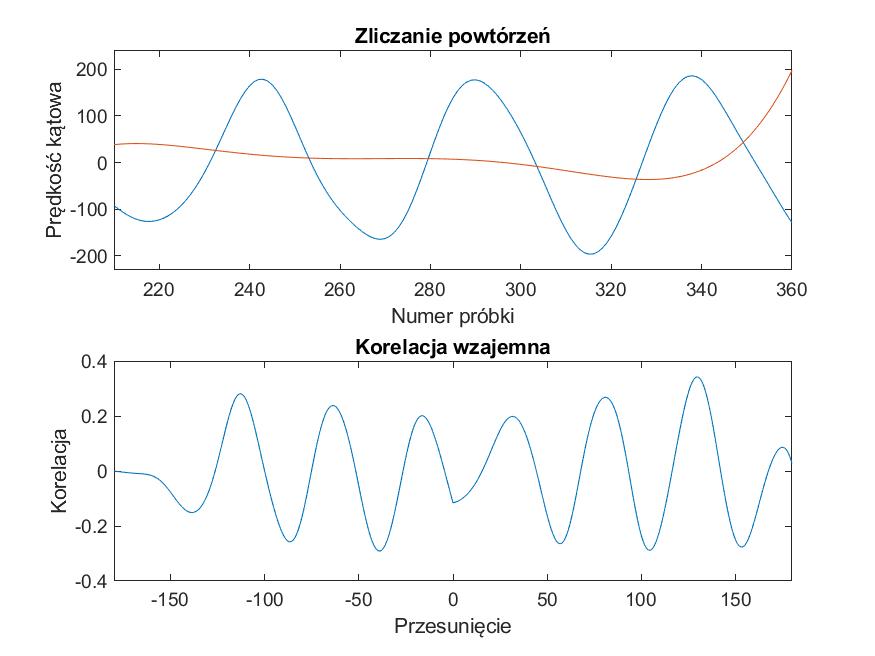 Zliczanie powtórzeń
Prędkość kątowa
200
100
0
-100
-200
220 240 260 280 300 320 340 360
Numer próbki
Korelacja wzajemna
Korelacja
0.4
0.2
0
-0.2
-0.4
-150 -100 -50 0 50 100 150
Przesunięcie